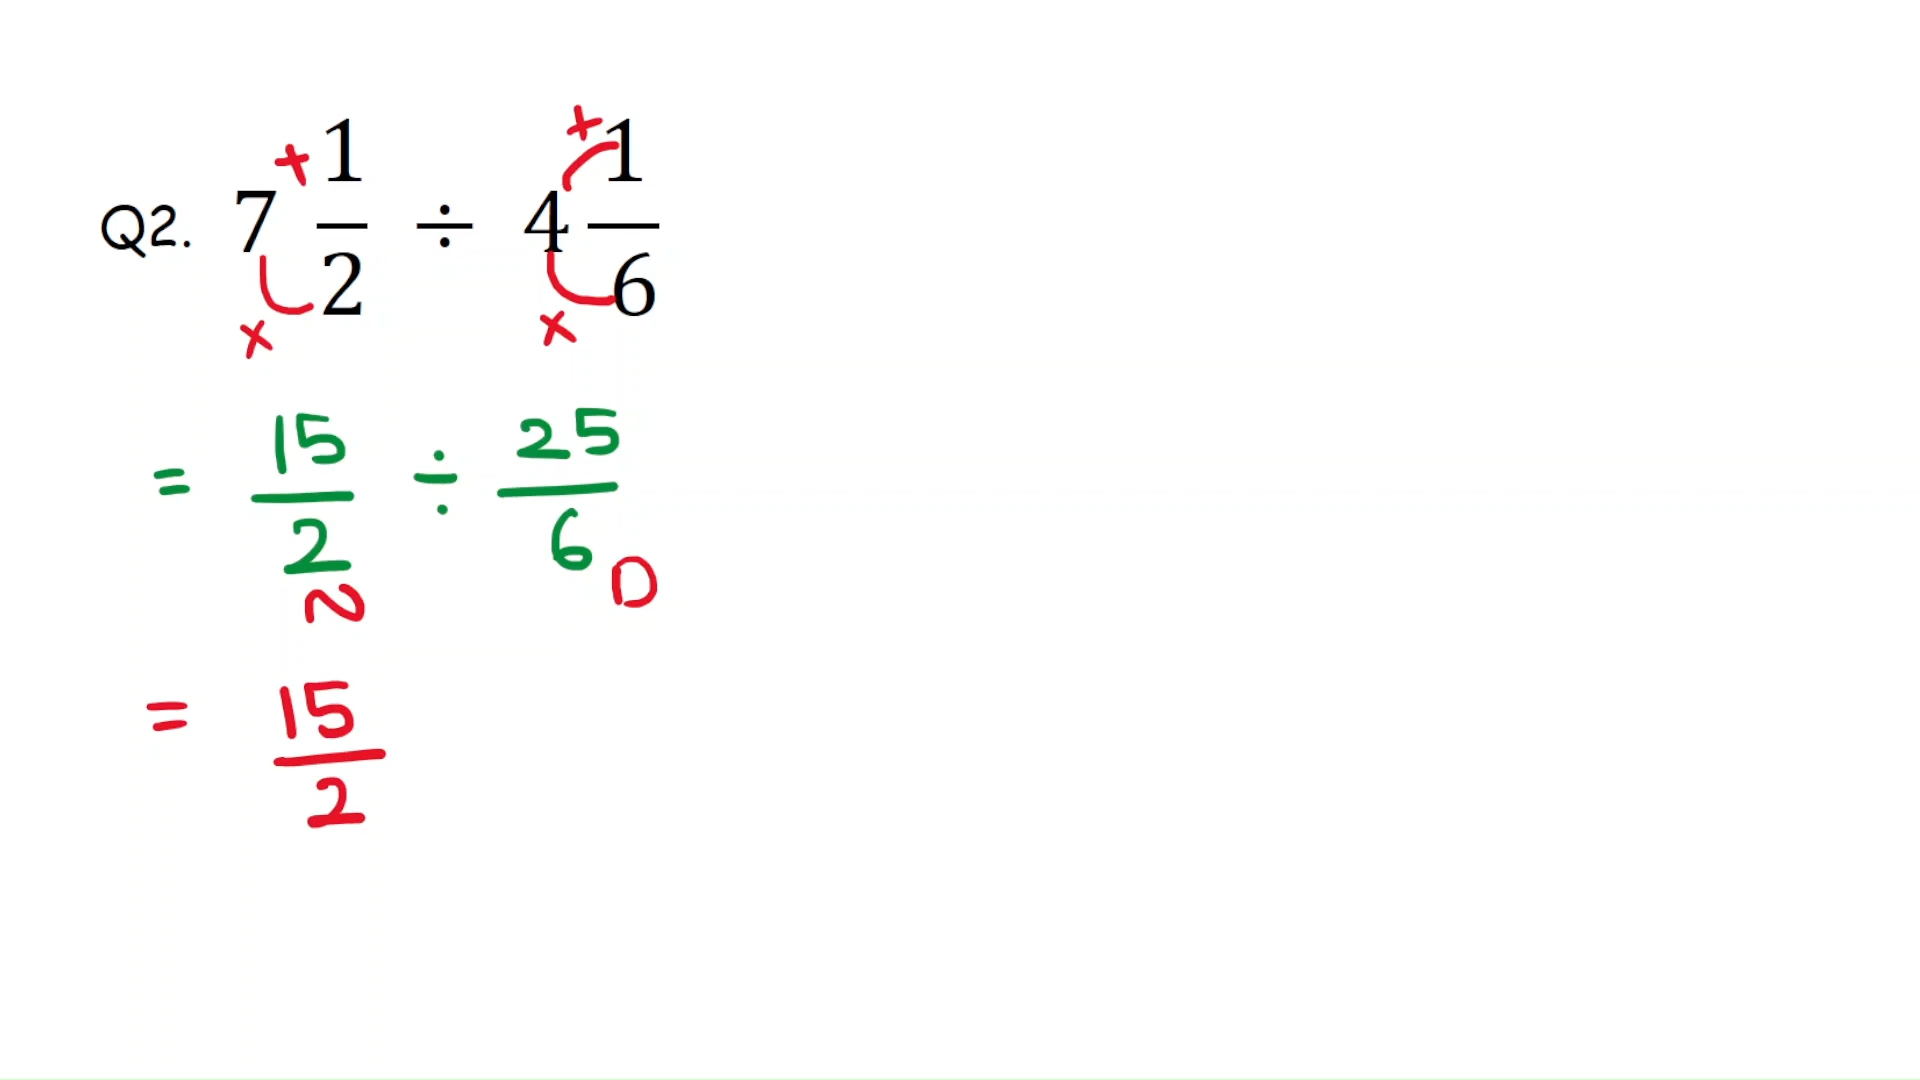 Q2. 7 1/2 ÷ 4 1/6
+ + × ×
= 15/2 ÷ 25/6
N D
= 15/2